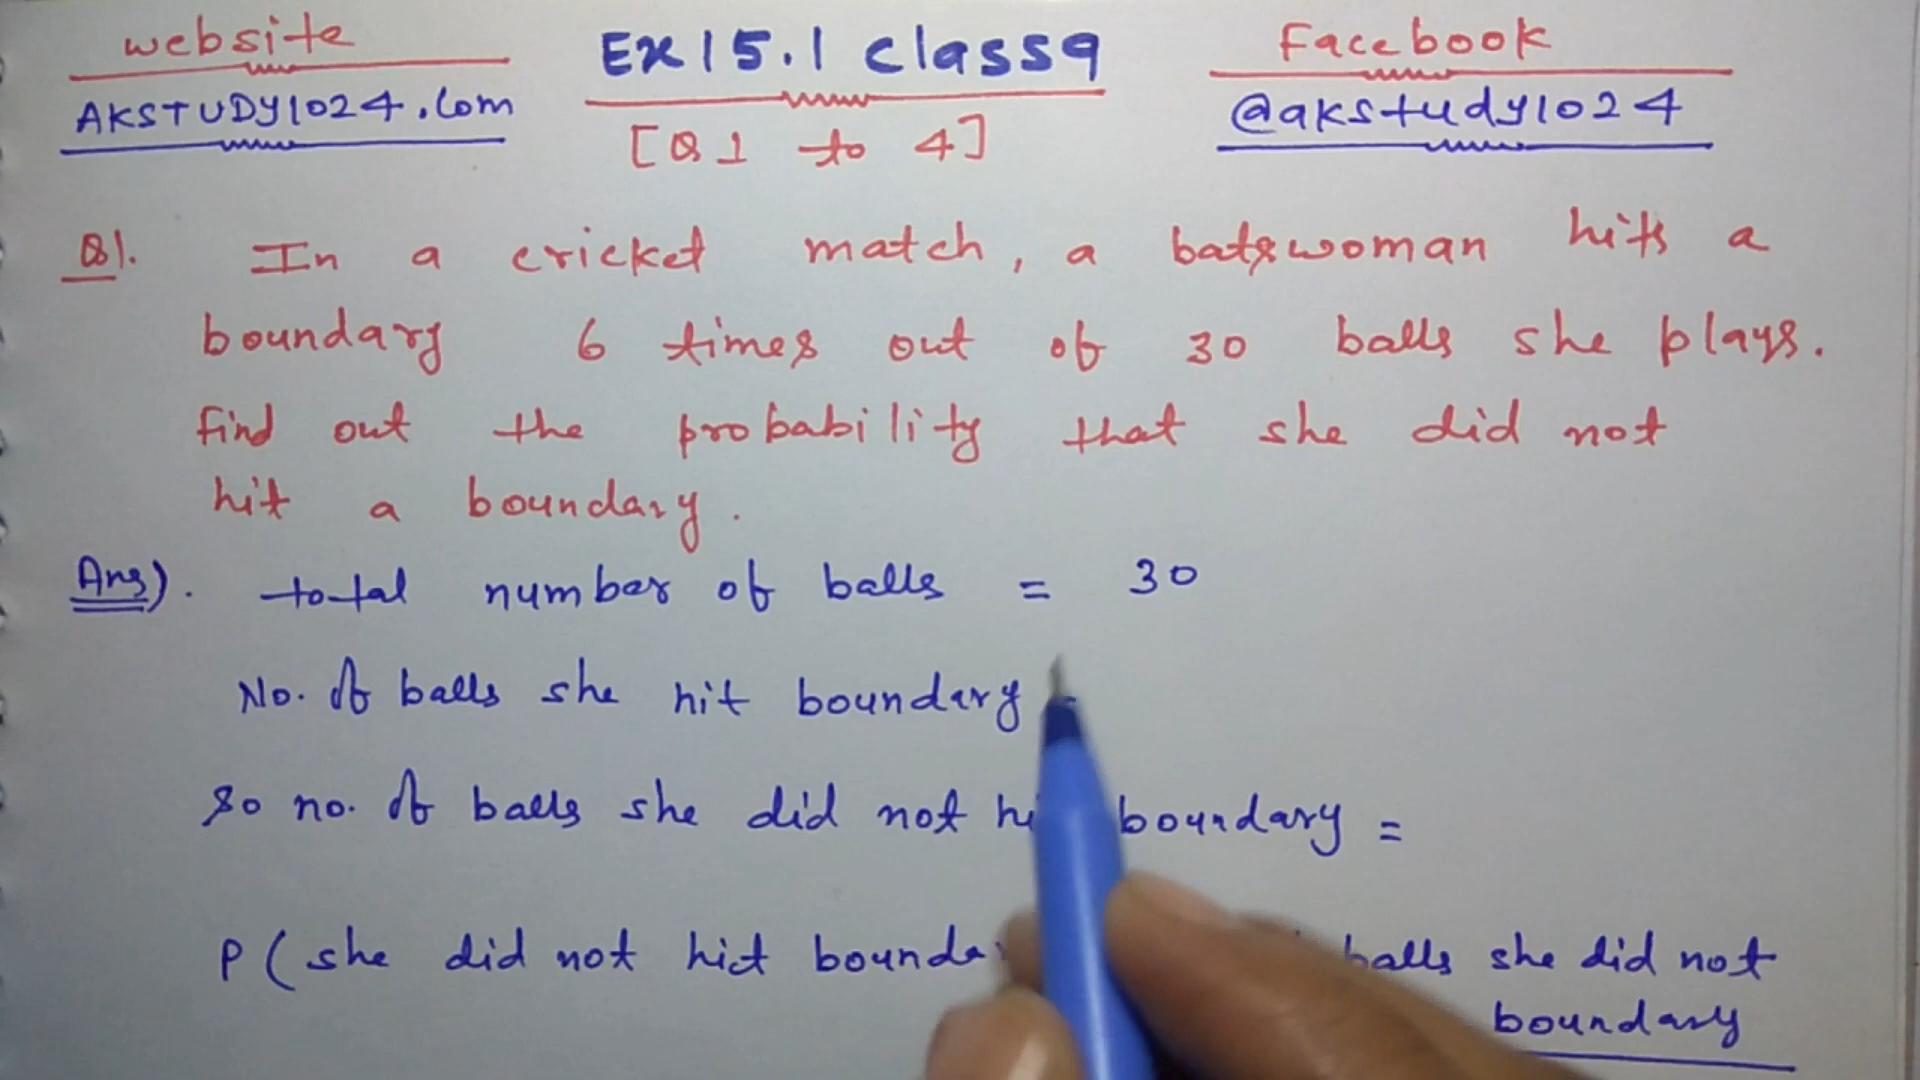 website
AKSTUDY1024.com
Ex 15.1 class 9
[Q1 to 4]
Facebook
@akstudy1024
Q1. In a cricket match, a batswoman hits a
boundary 6 times out of 30 balls she plays.
find out the probability that she did not
hit a boundary.
Ans). total number of balls = 30
No. of balls she hit boundary
so no. of balls she did not boundary =
P( she did not hit balls she did not
boundary